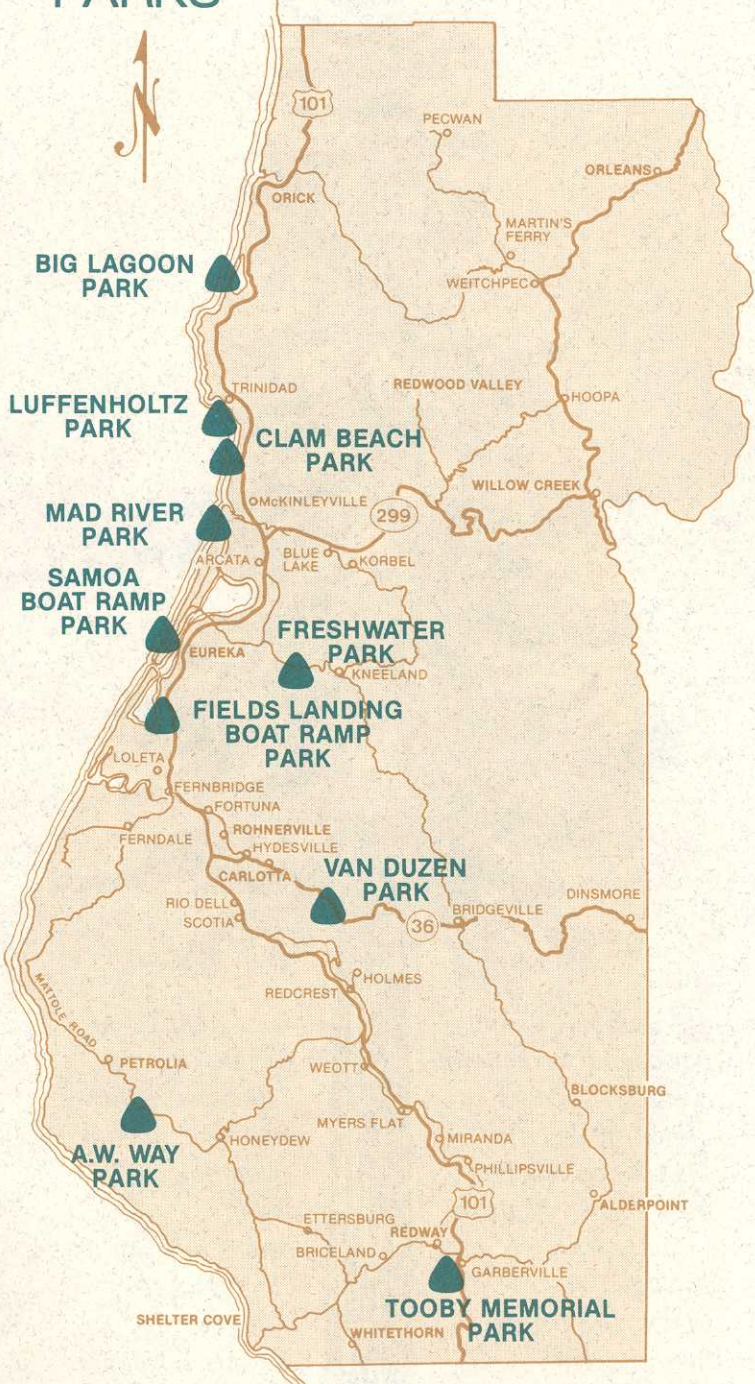 PARKS
N
101
PECWAN
ORLEANS
ORICK
MARTIN'S
FERRY
BIG LAGOON
PARK
WEITCHPEC
TRINIDAD
REDWOOD VALLEY
HOOPA
LUFFENHOLTZ
PARK
CLAM BEACH
PARK
WILLOW CREEK
McKINLEYVILLE
MAD RIVER
PARK
299
ARCATA
BLUE
LAKE
KORBEL
SAMOA
BOAT RAMP
PARK
FRESHWATER
PARK
EUREKA
KNEELAND
FIELDS LANDING
BOAT RAMP
PARK
LOLETA
FERNBRIDGE
FORTUNA
ROHNERVILLE
FERNDALE
HYDESVILLE
CARLOTTA
VAN DUZEN
PARK
RIO DELL
SCOTIA
36
BRIDGEVILLE
DINSMORE
HOLMES
REDCREST
MATTOLE ROAD
PETROLIA
WEOTT
BLOCKSBURG
MYERS FLAT
HONEYDEW
MIRANDA
A.W. WAY
PARK
PHILLIPSVILLE
101
ALDERPOINT
ETTERSBURG
REDWAY
BRICELAND
GARBERVILLE
TOOBY MEMORIAL
PARK
SHELTER COVE
WHITETHORN